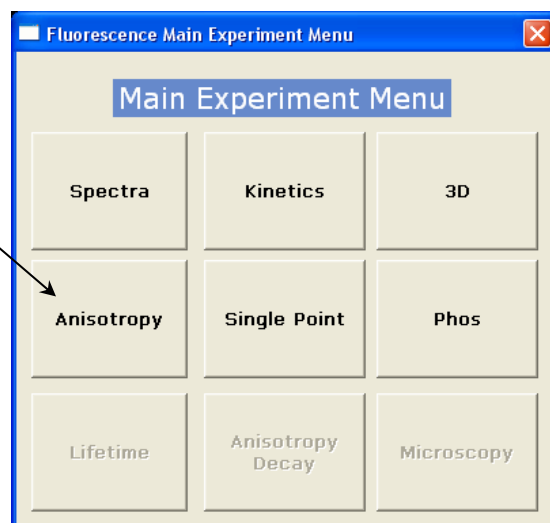 Fluorescence Main Experiment Menu
Main Experiment Menu
Spectra
Kinetics
3D
Anisotropy
Single Point
Phos
Lifetime
Anisotropy
Decay
Microscopy